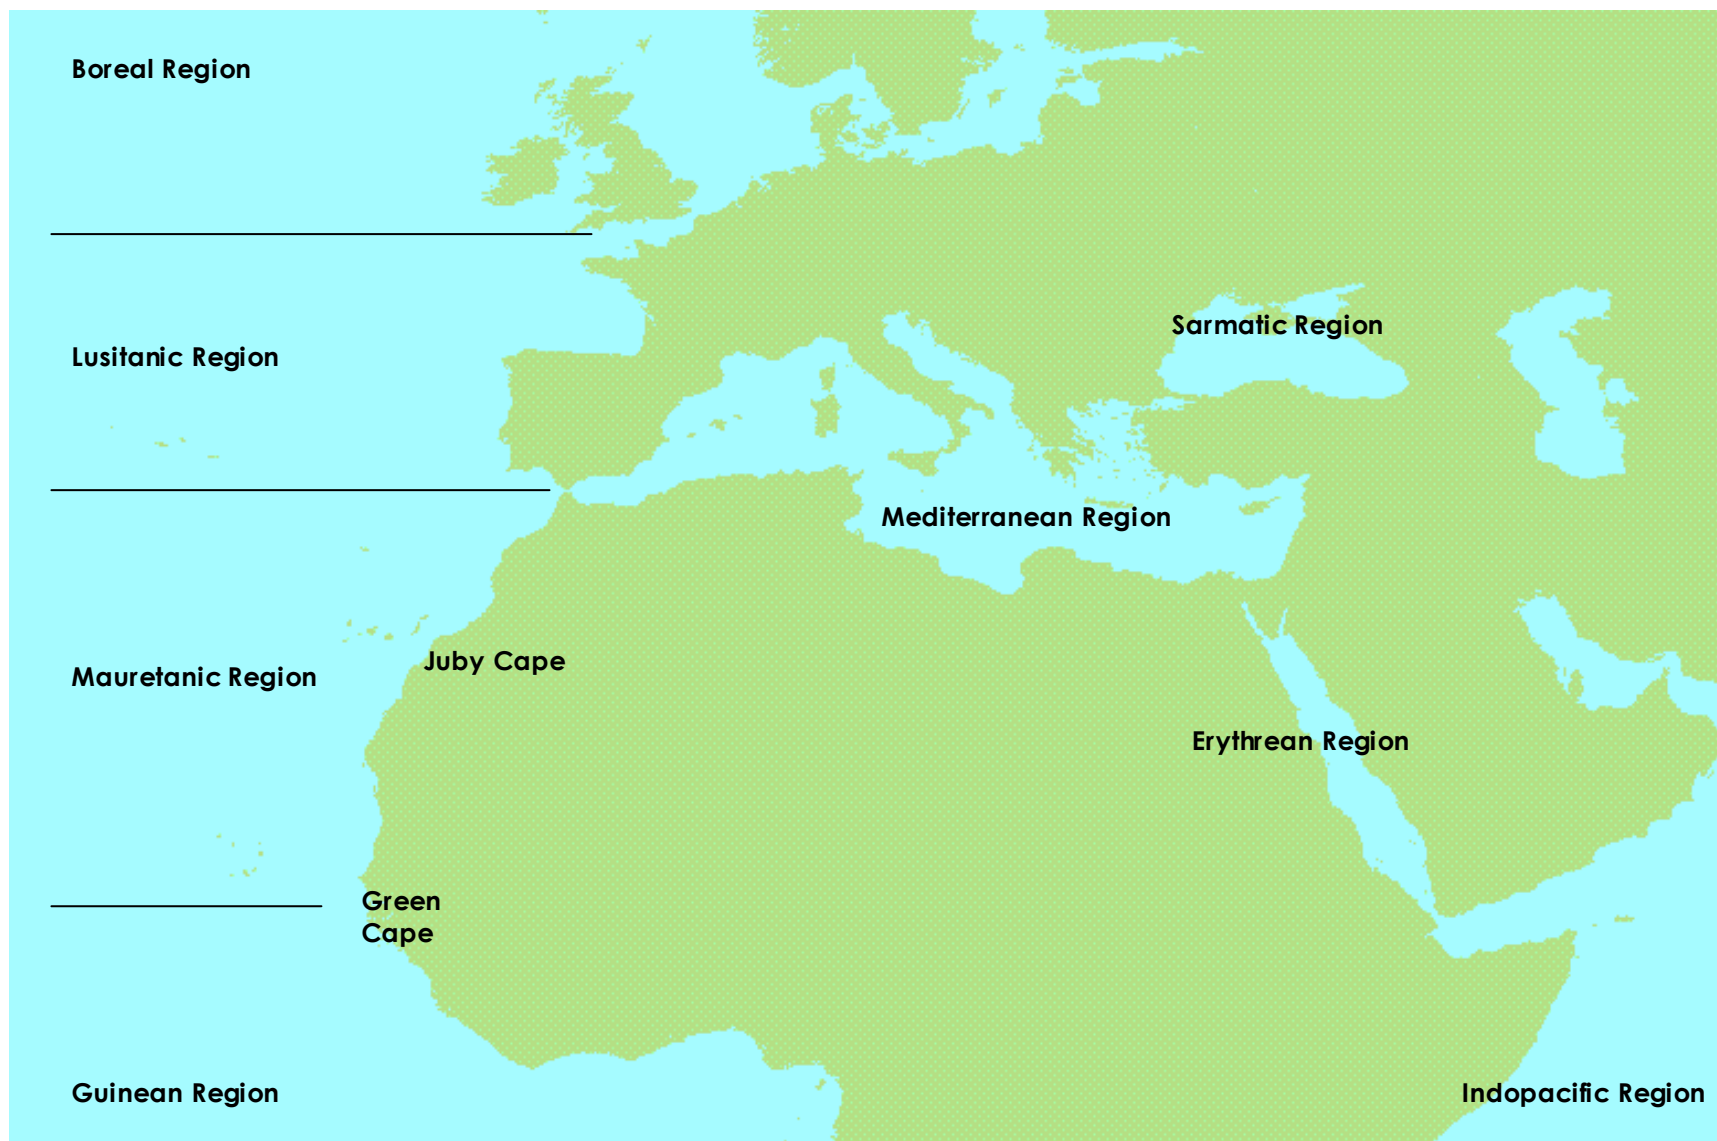 Boreal Region
Sarmatic Region
Lusitanic Region
Mediterranean Region
Juby Cape
Mauretanic Region
Erythrean Region
Green
Cape
Guinean Region
Indopacific Region